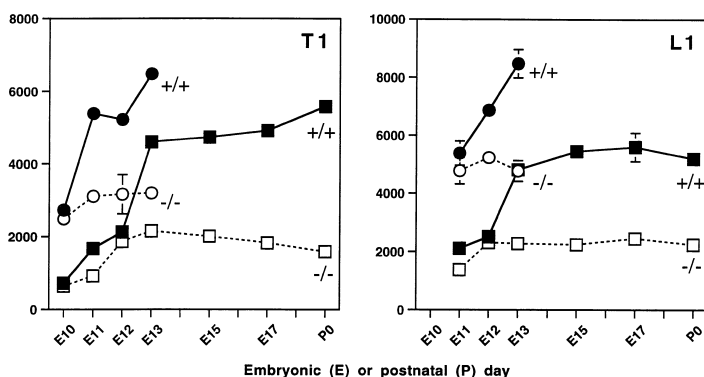 8000
6000
4000
2000
0
T1
+/+
+/+
-/-
-/-
E10
E11
E12
E13
E15
E17
P0
10000
8000
6000
4000
2000
0
L1
+/+
-/-
+/+
-/-
E10
E11
E12
E13
E15
E17
P0
Embryonic (E) or postnatal (P) day